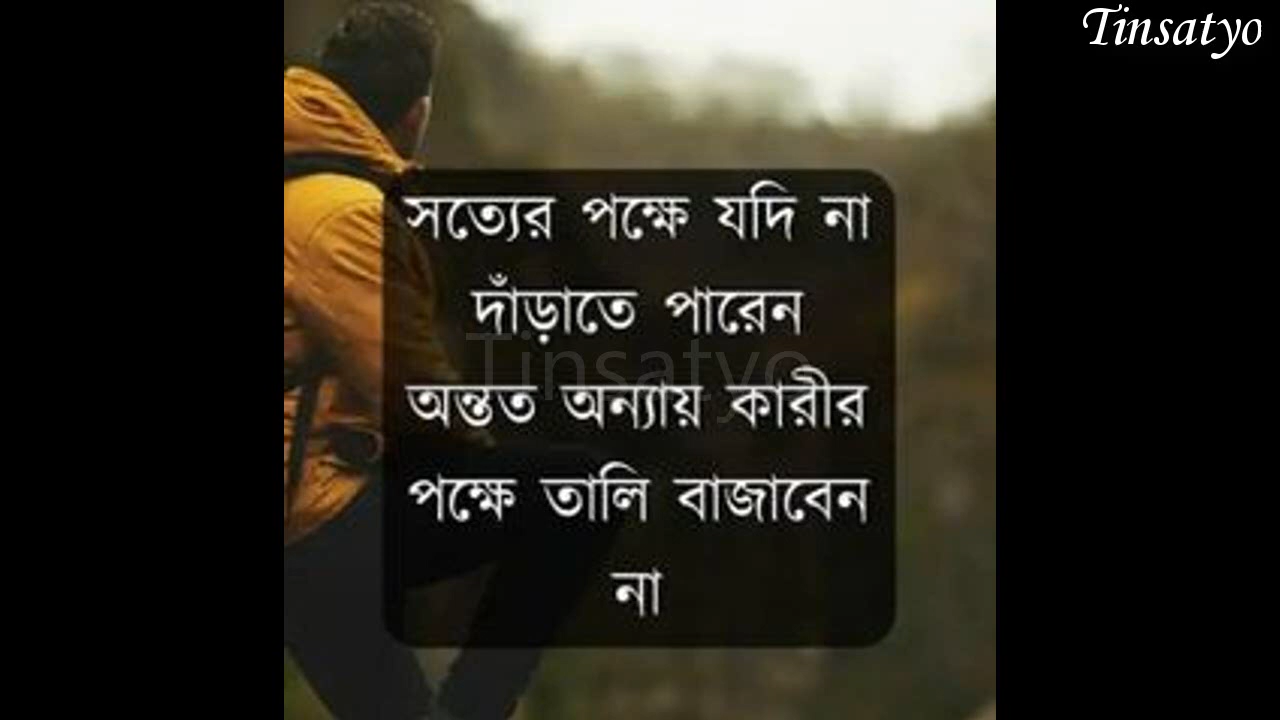 Tinsatyo
সত্যের পক্ষে যদি না
দাঁড়াতে পারেন
Tinsatyo
অন্তত অন্যায় কারীর
পক্ষে তালি বাজাবেন
না